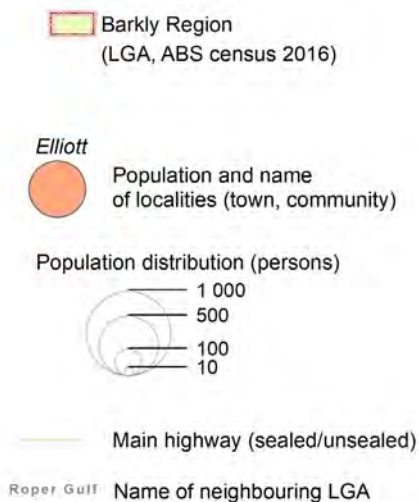 Barkly Region
(LGA, ABS census 2016)
Elliott
Population and name
of localities (town, community)
Population distribution (persons)
1 000
500
100
10
Main highway (sealed/unsealed)
Roper Gulf Name of neighbouring LGA